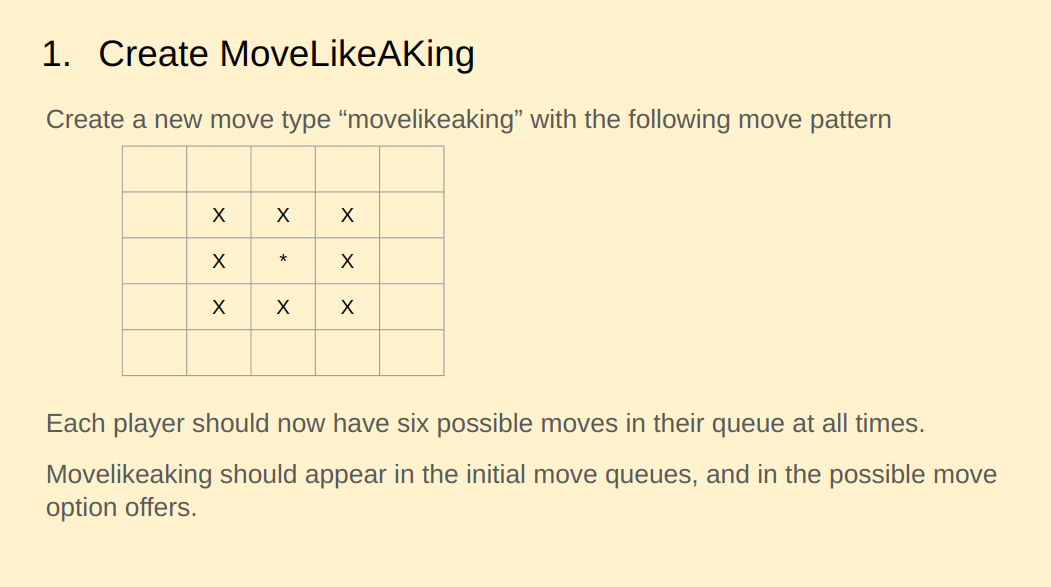 1. Create MoveLikeAKing
Create a new move type “movelikeaking” with the following move pattern
X X X
X * X
X X X
Each player should now have six possible moves in their queue at all times.
Movelikeaking should appear in the initial move queues, and in the possible move
option offers.